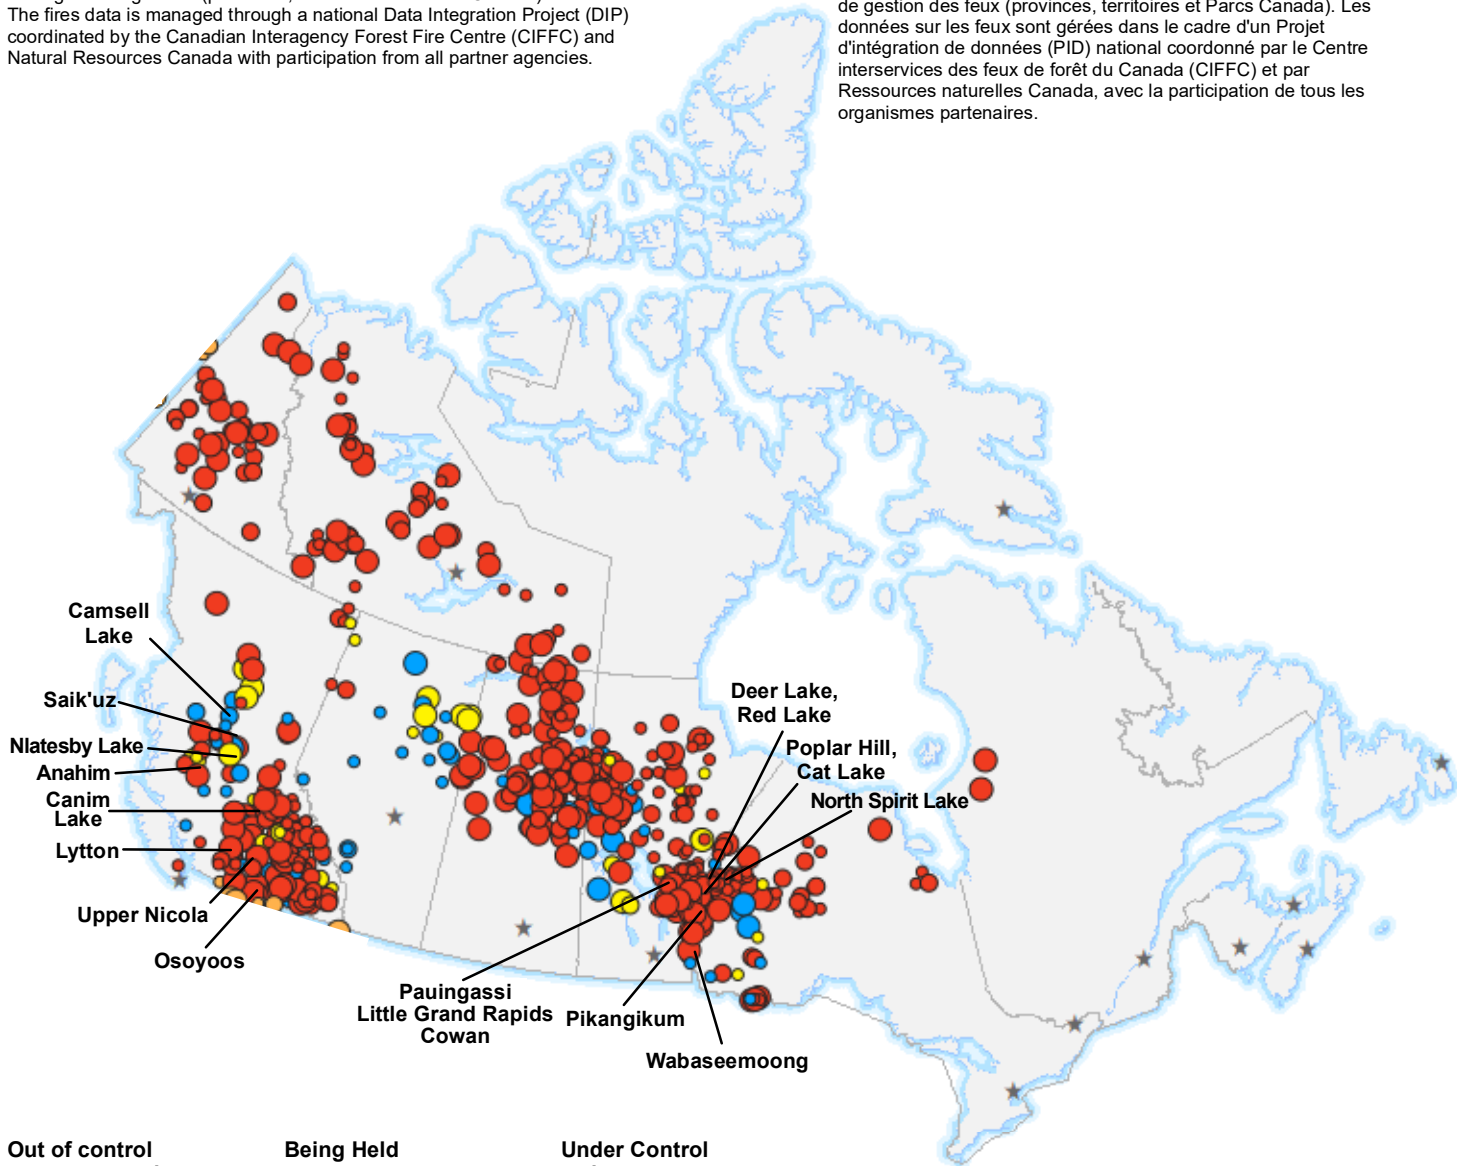 The fires data is managed through a national Data Integration Project (DIP)
coordinated by the Canadian Interagency Forest Fire Centre (CIFFC) and
Natural Resources Canada with participation from all partner agencies.
de gestion des feux (provinces, territoires et Parcs Canada). Les
données sur les feux sont gérées dans le cadre d'un Projet
d'intégration de données (PID) national coordonné par le Centre
interservices des feux de forêt du Canada (CIFFC) et par
Ressources naturelles Canada, avec la participation de tous les
organismes partenaires.
Camsell
Lake
Saik'uz
Nlatesby Lake
Anahim
Canim
Lake
Lytton
Upper Nicola
Osoyoos
Deer Lake,
Red Lake
Poplar Hill,
Cat Lake
North Spirit Lake
Pauingassi
Little Grand Rapids
Cowan
Pikangikum
Wabaseemoong
Out of control
Being Held
Under Control